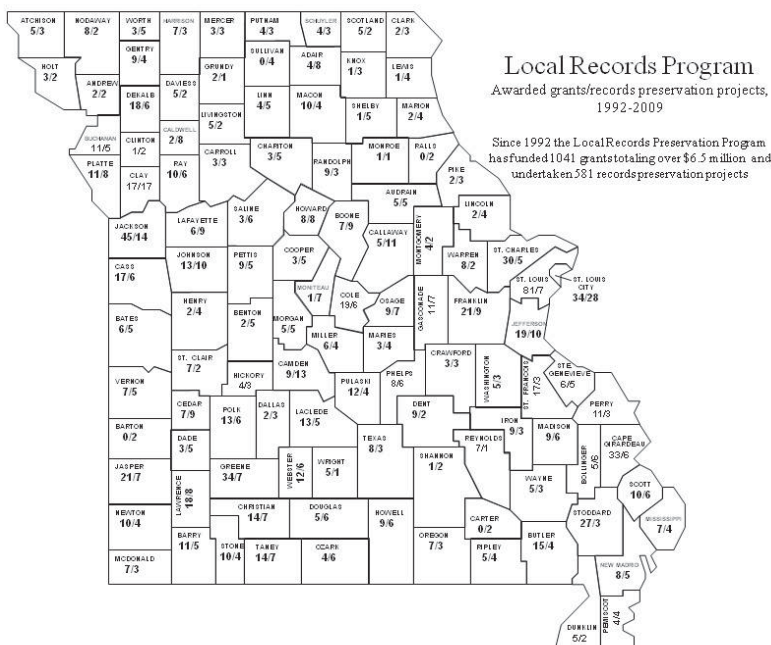 Local Records Program
Awarded grants/records preservation projects,
1992-2009
Since 1992 the Local Records Preservation Program
has funded 1041 grants totaling over $6.5 million and
undertaken 581 records preservation projects
ATCHISON
5/3
NODAWAY
8/2
WORTH
3/5
HARRISON
7/3
MERCER
3/3
PUTNAM
4/3
SCHUYLER
4/3
SCOTLAND
5/2
CLARK
2/3
HOLT
3/2
GENTRY
9/4
SULLIVAN
0/4
ADAIR
4/8
KNOX
1/3
LEWIS
1/4
ANDREW
2/2
DEKALB
18/6
DAVIESS
5/2
GRUNDY
2/1
LINN
4/5
MACON
10/4
SHELBY
1/5
MARION
2/4
LIVINGSTON
5/2
BUCHANAN
11/5
CLINTON
1/2
CALDWELL
2/8
CARROLL
3/3
CHARITON
3/5
RANDOLPH
9/3
MONROE
1/1
RALLS
0/2
PIKE
2/3
PLATTE
11/8
CLAY
17/17
RAY
10/6
AUDRAIN
5/5
LINCOLN
2/4
JACKSON
45/14
LAFAYETTE
6/9
SALINE
3/6
HOWARD
8/8
BOONE
7/9
CALLAWAY
5/11
MONTGOMERY
4/2
WARREN
8/2
ST. CHARLES
30/5
ST. LOUIS
81/7
ST. LOUIS
CITY
34/28
CASS
17/6
JOHNSON
13/10
PETTIS
9/5
COOPER
3/5
MONITEAU
1/7
COLE
19/6
OSAGE
9/7
GASCONADE
11/7
FRANKLIN
21/9
JEFFERSON
19/10
BATES
6/5
HENRY
2/4
BENTON
2/5
MORGAN
5/5
MILLER
6/4
MARIES
3/4
CRAWFORD
3/3
WASHINGTON
5/3
ST. FRANCOIS
17/3
STE.
GENEVIEVE
6/5
PERRY
11/3
VERNON
7/5
ST. CLAIR
7/2
HICKORY
4/3
CAMDEN
9/13
PULASKI
12/4
PHELPS
8/6
DENT
9/2
IRON
9/3
MADISON
9/6
BOLLINGER
5/6
CAPE
GIRARDEAU
33/6
BARTON
0/2
CEDAR
7/9
POLK
13/6
DALLAS
2/3
LACLEDE
13/5
TEXAS
8/3
REYNOLDS
7/1
WAYNE
5/3
SCOTT
10/6
JASPER
21/7
DADE
3/5
GREENE
34/7
WEBSTER
12/6
WRIGHT
5/1
SHANNON
1/2
STODDARD
27/3
MISSISSIPPI
7/4
NEWTON
10/4
LAWRENCE
18/8
CHRISTIAN
14/7
DOUGLAS
5/6
HOWELL
9/6
CARTER
0/2
BUTLER
15/4
NEW MADRID
8/5
MCDONALD
7/3
BARRY
11/5
STONE
10/4
TANEY
14/7
OZARK
4/6
OREGON
7/3
RIPLEY
5/4
DUNKLIN
5/2
PEMISCOT
4/4